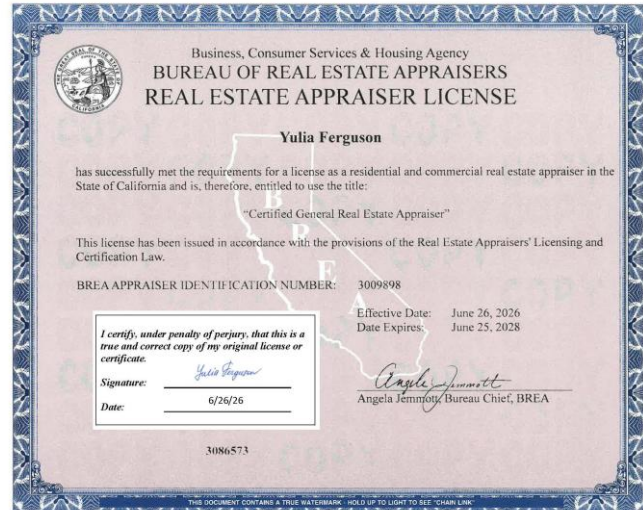 Business, Consumer Services & Housing Agency
BUREAU OF REAL ESTATE APPRAISERS
REAL ESTATE APPRAISER LICENSE
Yulia Ferguson
has successfully met the requirements for a license as a residential and commercial real estate appraiser in the
State of California and is, therefore, entitled to use the title:
“Certified General Real Estate Appraiser”
This license has been issued in accordance with the provisions of the Real Estate Appraisers' Licensing and
Certification Law.
BREA APPRAISER IDENTIFICATION NUMBER: 3009898
Effective Date: June 26, 2026
Date Expires: June 25, 2028
I certify, under penalty of perjury, that this is a
true and correct copy of my original license or
certificate.
Signature: Yulia Ferguson
Date: 6/26/26
Angela Jemmott
Angela Jemmott, Bureau Chief, BREA
3086573
B
R
E
A
COPY
THIS DOCUMENT CONTAINS A TRUE WATERMARK - HOLD UP TO LIGHT TO SEE "CHAIN LINK"